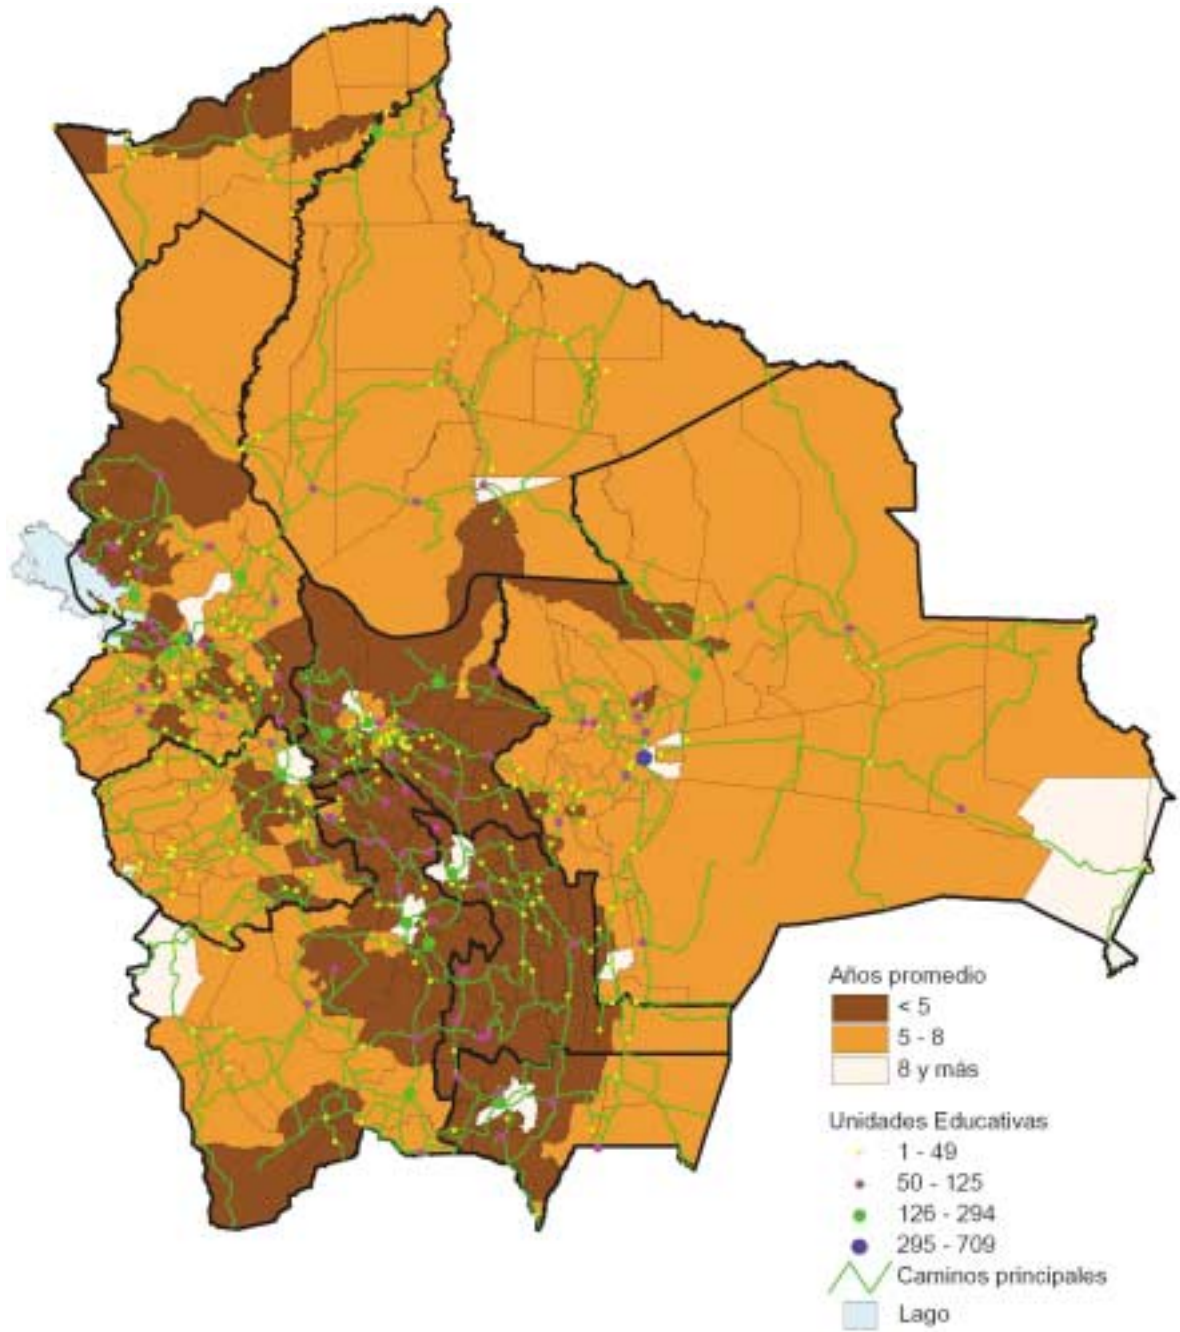 Años promedio
< 5
5 - 8
8 y más
Unidades Educativas
1 - 49
50 - 125
126 - 294
295 - 709
Caminos principales
Lago